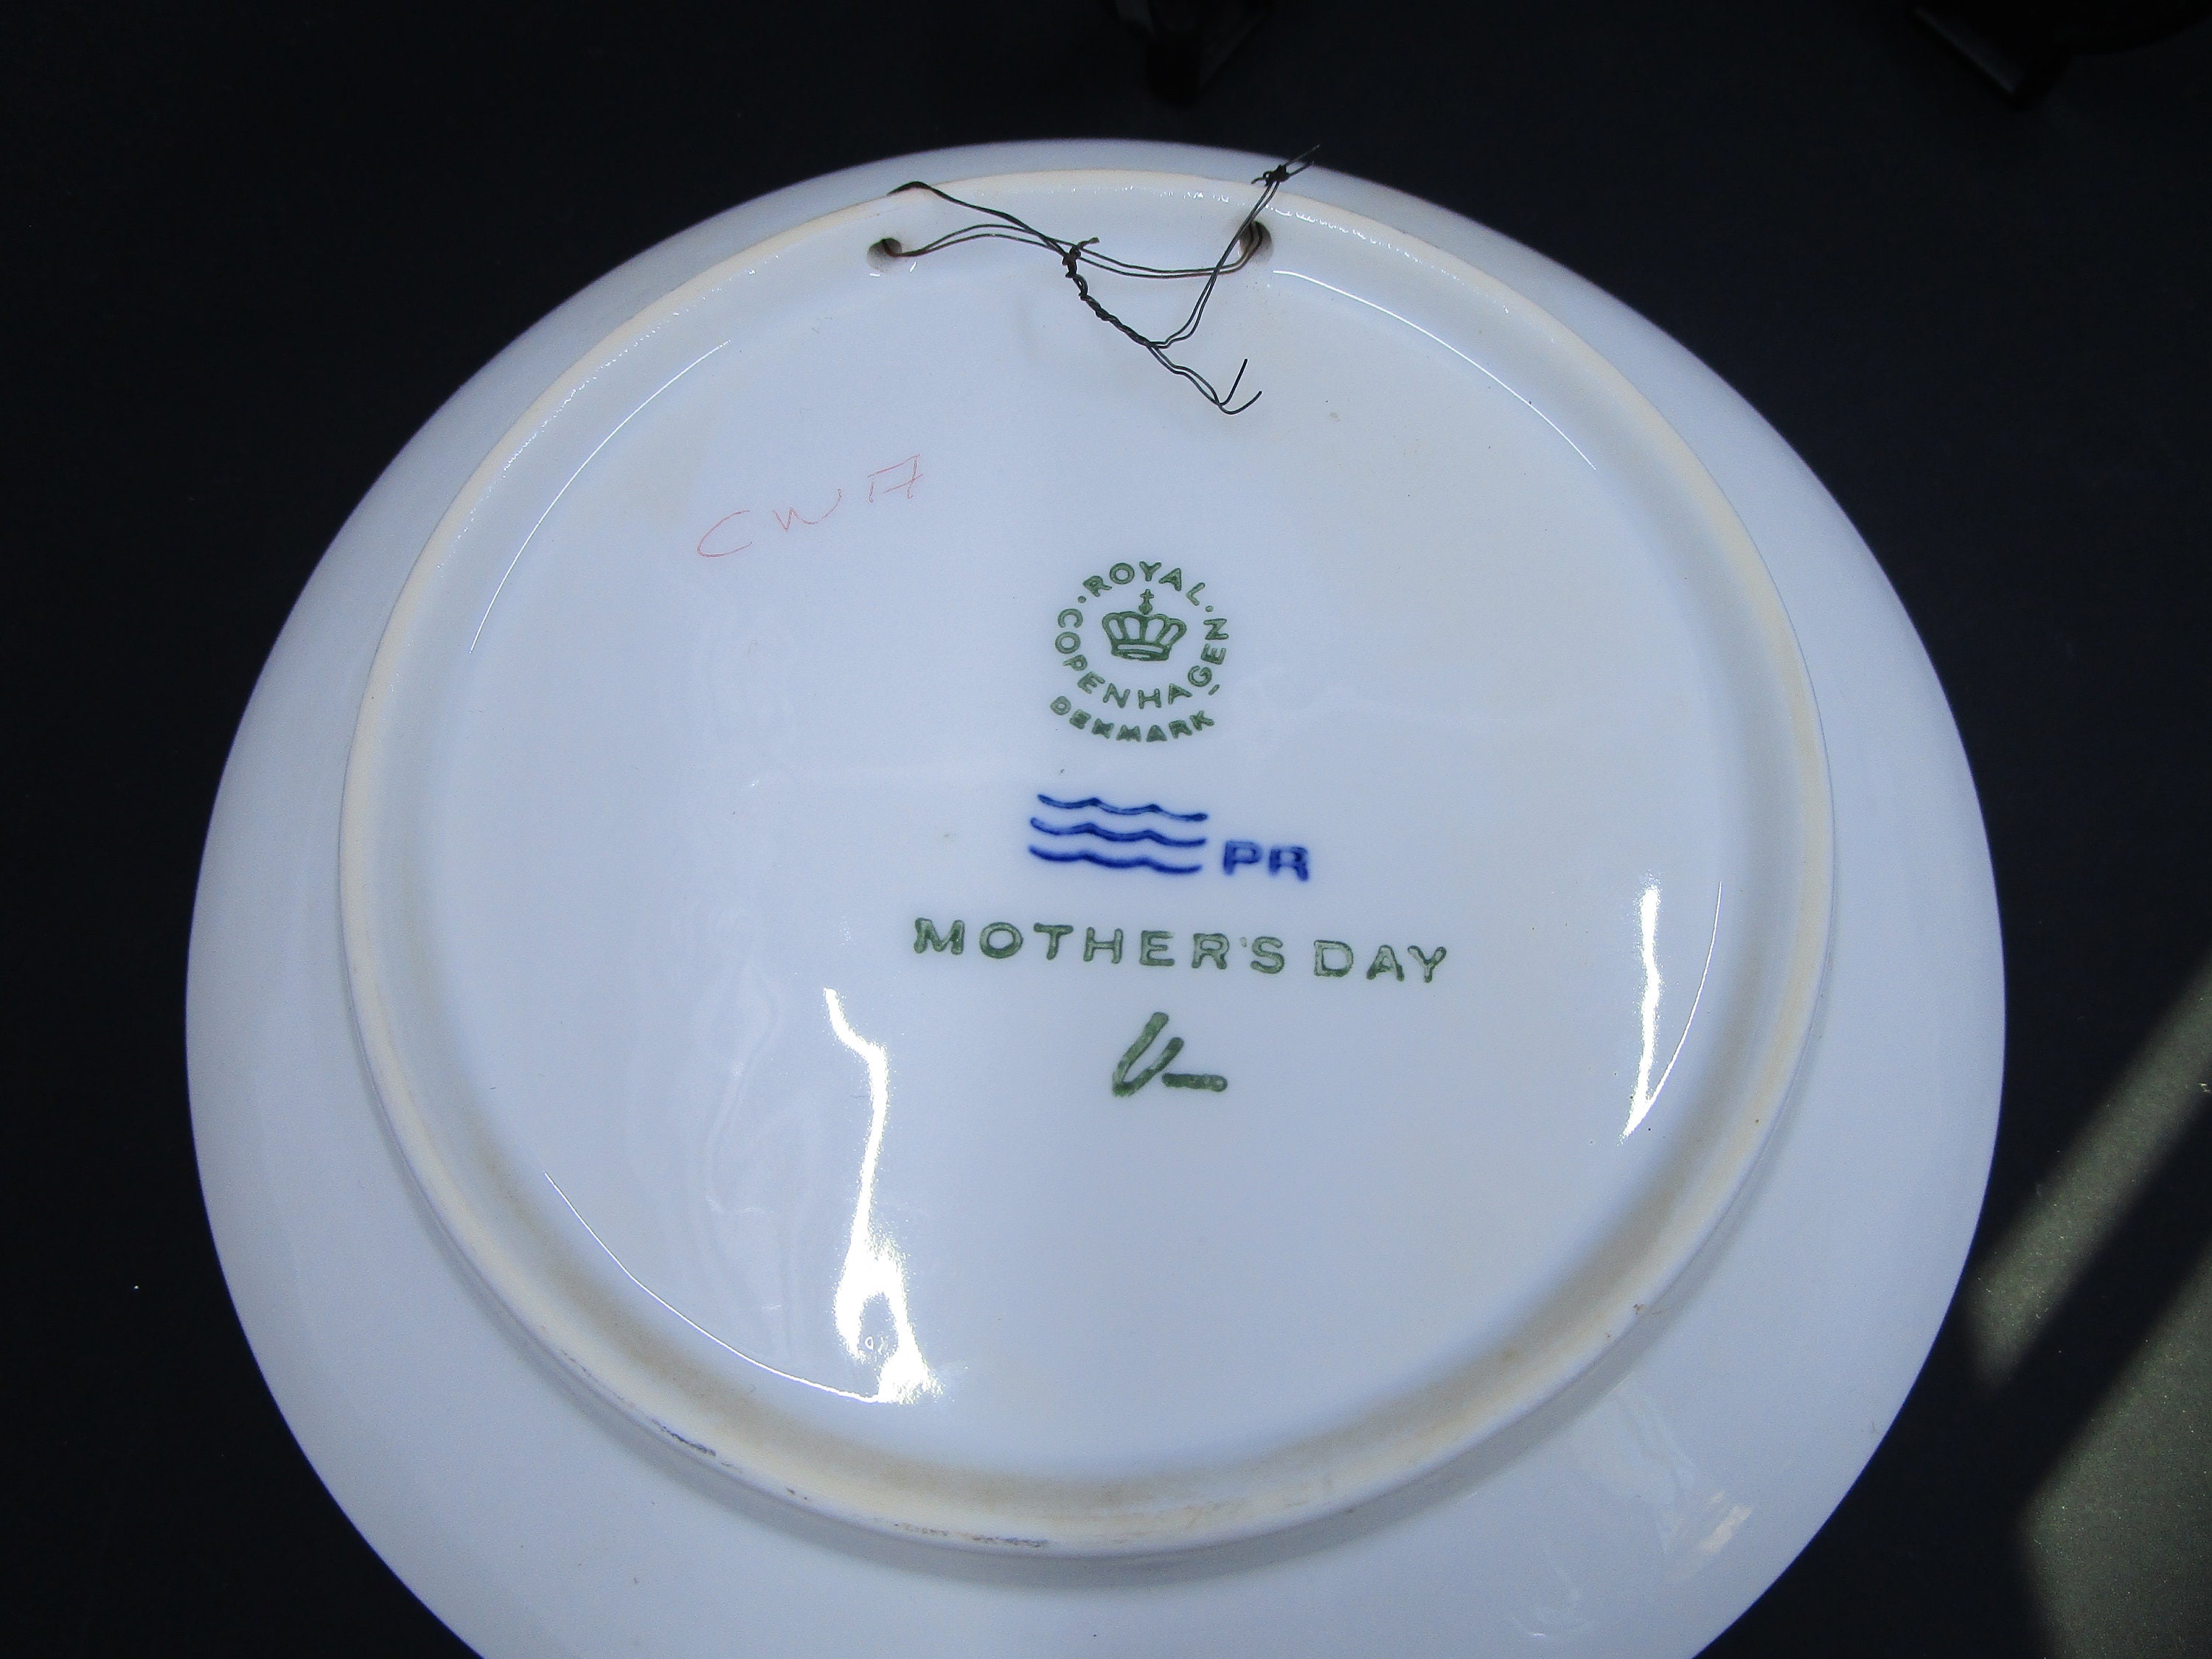 CWA
·ROYAL·
COPENHAGEN
DENMARK
PR
MOTHER'S DAY